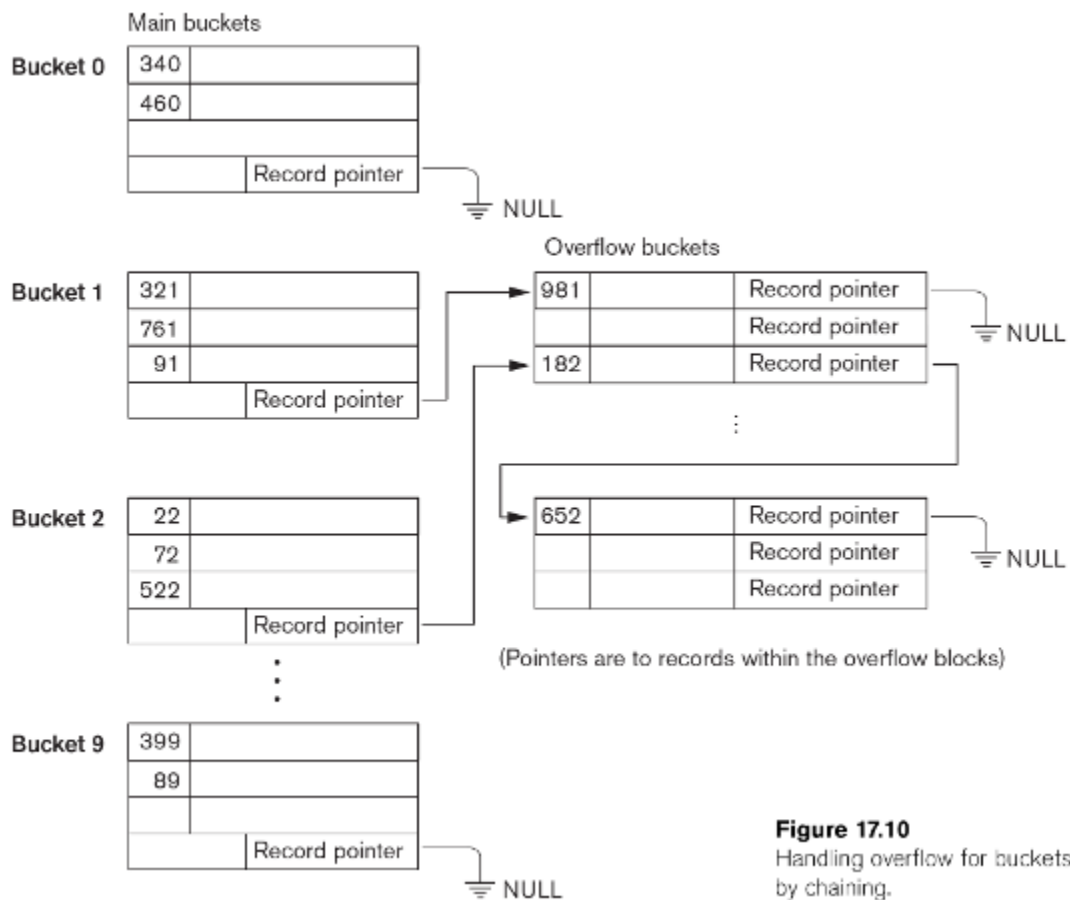 Main buckets
Bucket 0
340
460
Record pointer
NULL
Overflow buckets
Bucket 1
321
761
91
Record pointer
981 Record pointer
Record pointer
182 Record pointer
NULL
Bucket 2
22
72
522
Record pointer
652 Record pointer
Record pointer
Record pointer
NULL
(Pointers are to records within the overflow blocks)
Bucket 9
399
89
Record pointer
NULL
Figure 17.10
Handling overflow for buckets
by chaining.